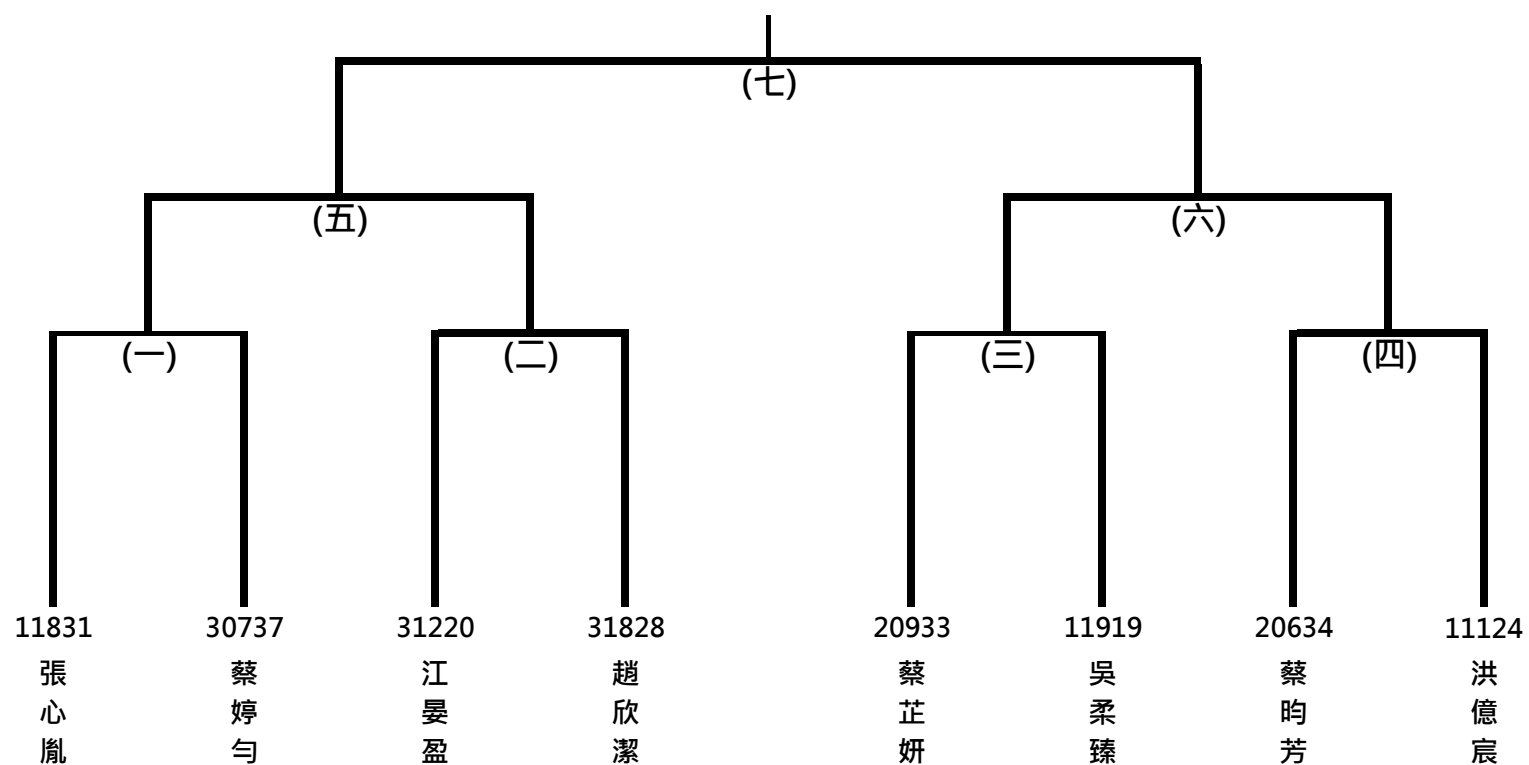 (七)
(五)
(六)
(一)
(二)
(三)
(四)
11831
30737
31220
31828
20933
11919
20634
11124
張心胤
蔡婷勻
江晏盈
趙欣潔
蔡芷妍
吳柔臻
蔡昀芳
洪億宸